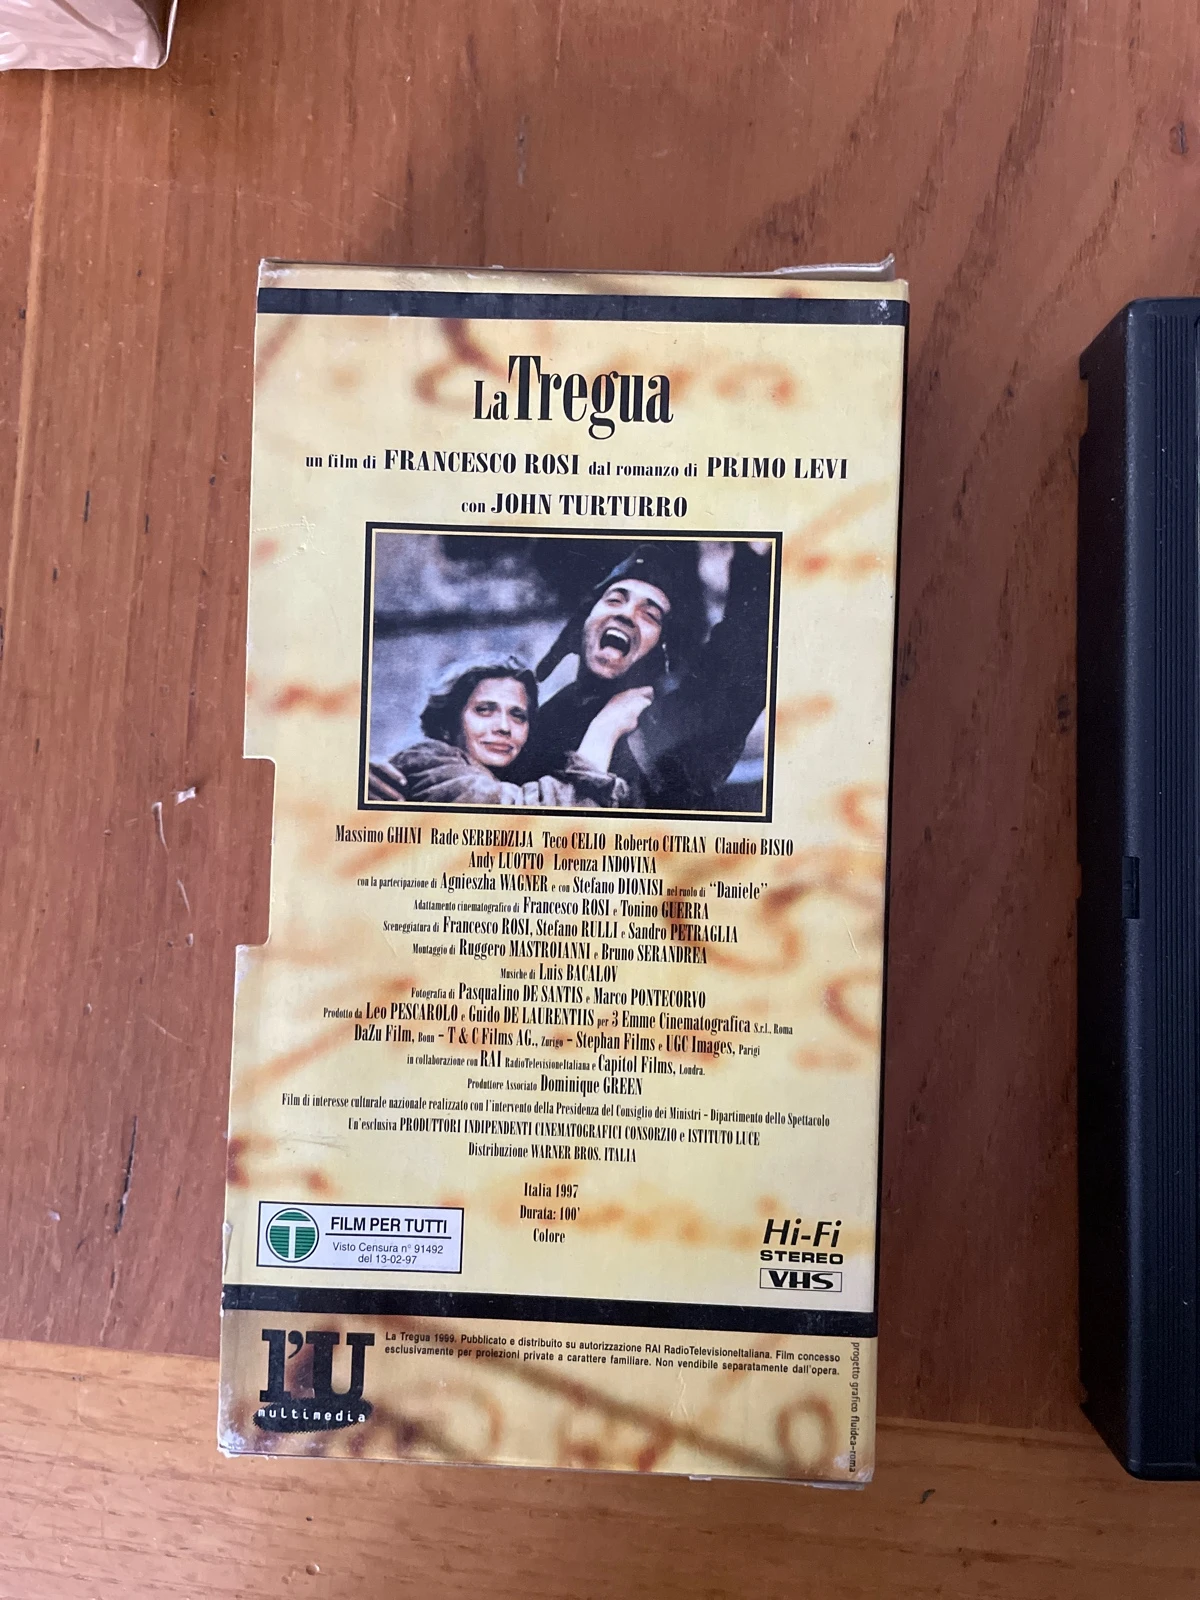 La Tregua
un film di FRANCESCO ROSI dal romanzo di PRIMO LEVI
con JOHN TURTURRO
Massimo GHINI Rade SERBEDZIJA Teco CELIO Roberto CITRAN Claudio BISIO
Andy LUOTTO Lorenza INDOVINA
con la partecipazione di Agnieszha WAGNER e con Stefano DIONISI nel ruolo di "Daniele"
Adattamento cinematografico di Francesco ROSI e Tonino GUERRA
Sceneggiatura di Francesco ROSI, Stefano RULLI e Sandro PETRAGLIA
Montaggio di Ruggero MASTROIANNI e Bruno SERANDREA
Musiche di Luis BACALOV
Fotografia di Pasqualino DE SANTIS e Marco PONTECORVO
Prodotto da Leo PESCAROLO e Guido DE LAURENTIIS per 3 Emme Cinematografica S.r.l., Roma
DaZu Film, Bonn - T & C Films AG., Zurigo - Stephan Films e UGC Images, Parigi
in collaborazione con RAI RadioTelevisioneItaliana e Capitol Films, Londra.
Produttore Associato Dominique GREEN
Film di interesse culturale nazionale realizzato con l'intervento della Presidenza del Consiglio dei Ministri - Dipartimento dello Spettacolo
Un'esclusiva PRODUTTORI INDIPENDENTI CINEMATOGRAFICI CONSORZIO e ISTITUTO LUCE
Distribuzione WARNER BROS. ITALIA
Italia 1997
Durata: 100'
Colore
T
FILM PER TUTTI
Visto Censura n° 91492
del 13-02-97
Hi-Fi
STEREO
VHS
l'U
multimedia
La Tregua 1999. Pubblicato e distribuito su autorizzazione RAI RadioTelevisioneItaliana. Film concesso
esclusivamente per proiezioni private a carattere familiare. Non vendibile separatamente dall'opera.
progetto grafico fluidea-roma